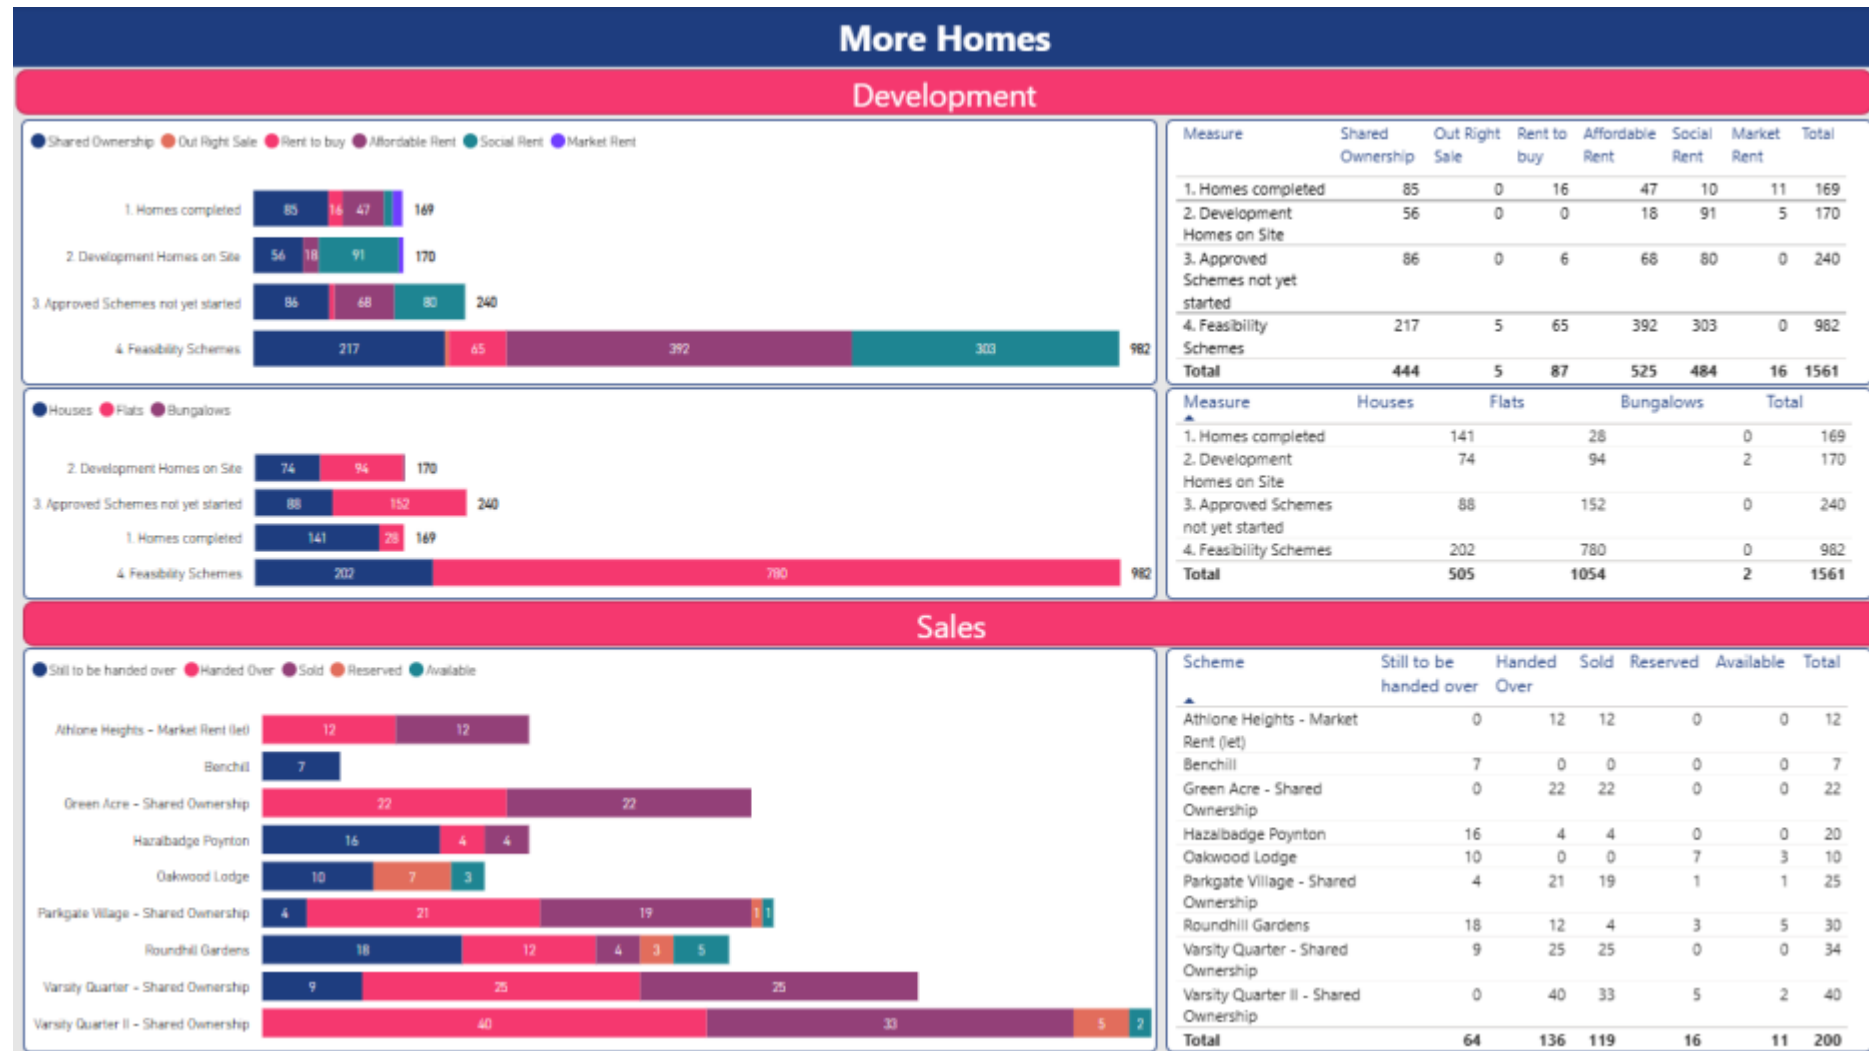 More Homes
Development
Shared Ownership Out Right Sale Rent to buy Affordable Rent Social Rent Market Rent
1. Homes completed 85 16 47 169
2. Development Homes on Site 56 18 91 170
3. Approved Schemes not yet started 86 68 80 240
4. Feasibility Schemes 217 65 392 303 982
Measure Shared Ownership Out Right Sale Rent to buy Affordable Rent Social Rent Market Rent Total
1. Homes completed 85 0 16 47 10 11 169
2. Development Homes on Site 56 0 0 18 91 5 170
3. Approved Schemes not yet started 86 0 6 68 80 0 240
4. Feasibility Schemes 217 5 65 392 303 0 982
Total 444 5 87 525 484 16 1561
Houses Flats Bungalows
2. Development Homes on Site 74 94 170
3. Approved Schemes not yet started 88 152 240
1. Homes completed 141 28 169
4. Feasibility Schemes 202 780 982
Measure Houses Flats Bungalows Total
1. Homes completed 141 28 0 169
2. Development Homes on Site 74 94 2 170
3. Approved Schemes not yet started 88 152 0 240
4. Feasibility Schemes 202 780 0 982
Total 505 1054 2 1561
Sales
Still to be handed over Handed Over Sold Reserved Available
Athlone Heights - Market Rent (let) 12 12
Benchill 7
Green Acre - Shared Ownership 22 22
Hazalbadge Poynton 16 4 4
Oakwood Lodge 10 7 3
Parkgate Village - Shared Ownership 4 21 19 1 1
Roundhill Gardens 18 12 4 3 5
Varsity Quarter - Shared Ownership 9 25 25
Varsity Quarter II - Shared Ownership 40 33 5 2
Scheme Still to be handed over Handed Over Sold Reserved Available Total
Athlone Heights - Market Rent (let) 0 12 12 0 0 12
Benchill 7 0 0 0 0 7
Green Acre - Shared Ownership 0 22 22 0 0 22
Hazalbadge Poynton 16 4 4 0 0 20
Oakwood Lodge 10 0 0 7 3 10
Parkgate Village - Shared Ownership 4 21 19 1 1 25
Roundhill Gardens 18 12 4 3 5 30
Varsity Quarter - Shared Ownership 9 25 25 0 0 34
Varsity Quarter II - Shared Ownership 0 40 33 5 2 40
Total 64 136 119 16 11 200